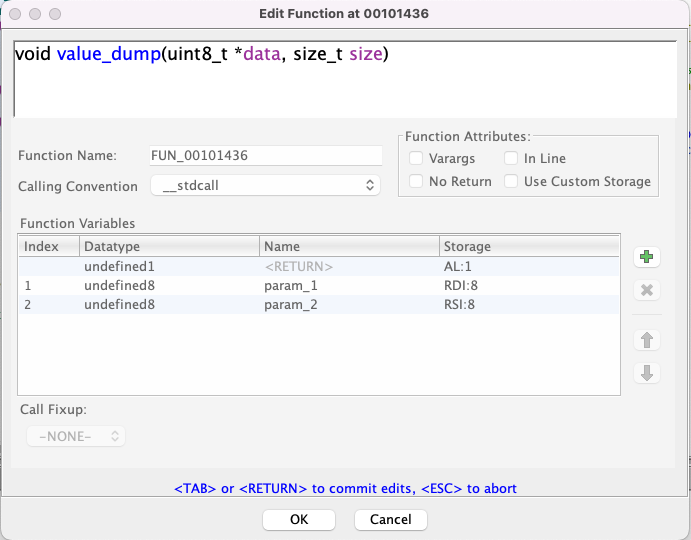 Edit Function at 00101436
void value_dump(uint8_t *data, size_t size)
Function Name: FUN_00101436
Calling Convention __stdcall
Function Attributes:
Varargs In Line
No Return Use Custom Storage
Function Variables
Index Datatype Name Storage
undefined1 <RETURN> AL:1
1 undefined8 param_1 RDI:8
2 undefined8 param_2 RSI:8
Call Fixup:
-NONE-
<TAB> or <RETURN> to commit edits, <ESC> to abort
OK Cancel